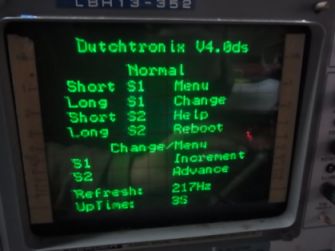 LBH13-352
Dutchtronix V4.0ds
Normal
Short S1 Menu
Long S1 Change
Short S2 Help
Long S2 Reboot
Change/Menu
S1 Increment
S2 Advance
Refresh: 217Hz
UpTime: 3S